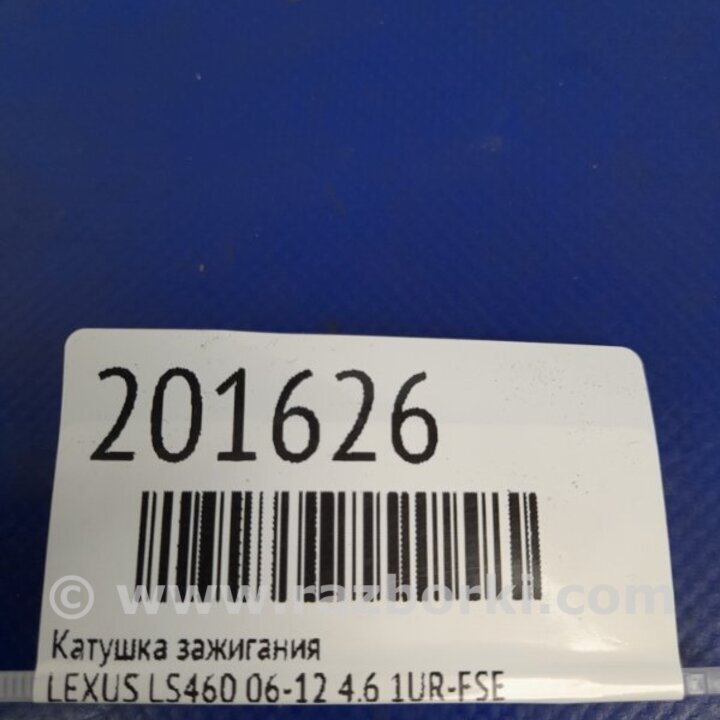 201626
© www.razborki.com
Катушка зажигания
LEXUS LS460 06-12 4.6 1UR-FSE